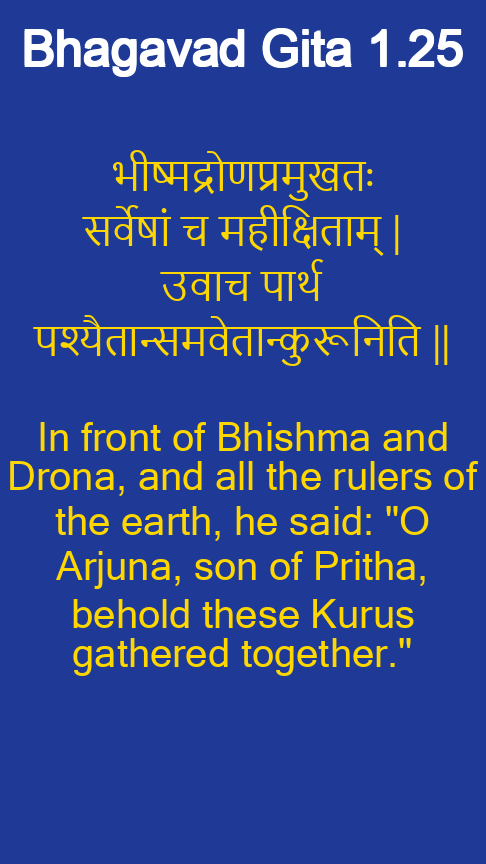 Bhagavad Gita 1.25
भीष्मद्रोणप्रमुखतः
सर्वेषां च महीक्षिताम् |
उवाच पार्थ
पश्यैतान्समवेतान्कुरूनिति ||
In front of Bhishma and
Drona, and all the rulers of
the earth, he said: "O
Arjuna, son of Pritha,
behold these Kurus
gathered together."